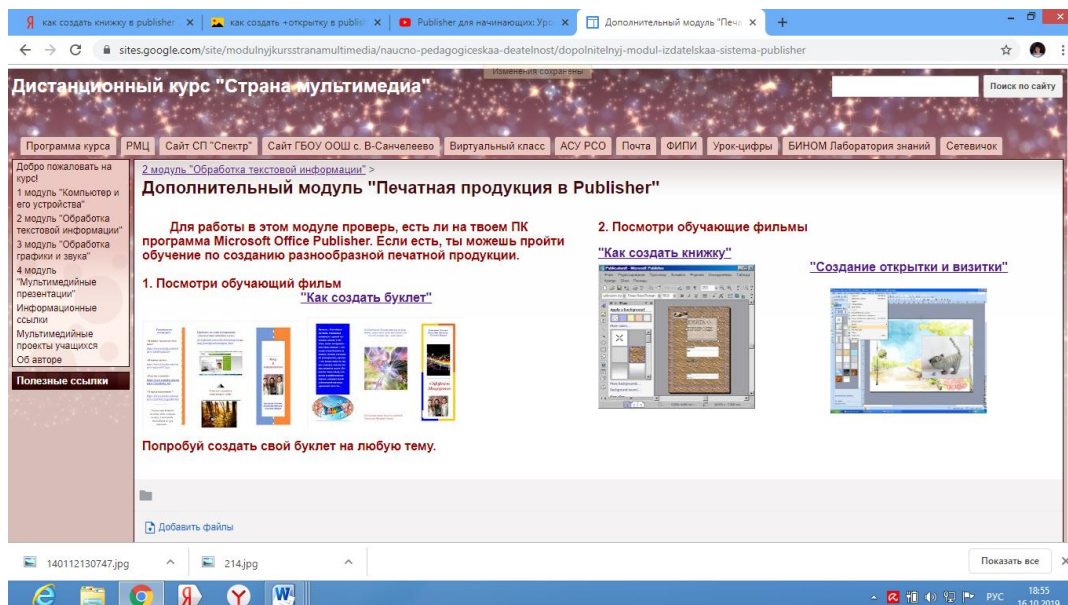 как создать книжку в publisher
как создать +открытку в publis
Publisher для начинающих: Уро
Дополнительный модуль "Печ
sites.google.com/site/modulnyjkursstranamultimedia/naucno-pedagogiceskaa-deatelnost/dopolnitelnyj-modul-izdatelskaa-sistema-publisher
Изменения сохранены
Дистанционный курс "Страна мультимедиа"
Поиск по сайту
Программа курса
РМЦ
Сайт СП "Спектр"
Сайт ГБОУ ООШ с. В-Санчелеево
Виртуальный класс
АСУ РСО
Почта
ФИПИ
Урок-цифры
БИНОМ Лаборатория знаний
Сетевичок
Добро пожаловать на
курс!
1 модуль "Компьютер и
его устройства"
2 модуль "Обработка
текстовой информации"
3 модуль "Обработка
графики и звука"
4 модуль
"Мультимедийные
презентации"
Информационные
ссылки
Мультимедийные
проекты учащихся
Об авторе
Полезные ссылки
2 модуль "Обработка текстовой информации" >
Дополнительный модуль "Печатная продукция в Publisher"
Для работы в этом модуле проверь, есть ли на твоем ПК
программа Microsoft Office Publisher. Если есть, ты можешь пройти
обучение по созданию разнообразной печатной продукции.
1. Посмотри обучающий фильм
"Как создать буклет"
Попробуй создать свой буклет на любую тему.
2. Посмотри обучающие фильмы
"Как создать книжку"
Apply a background
"Создание открытки и визитки"
Добавить файлы
140112130747.jpg
214.jpg
Показать все
РУС
18:55
16.10.2019